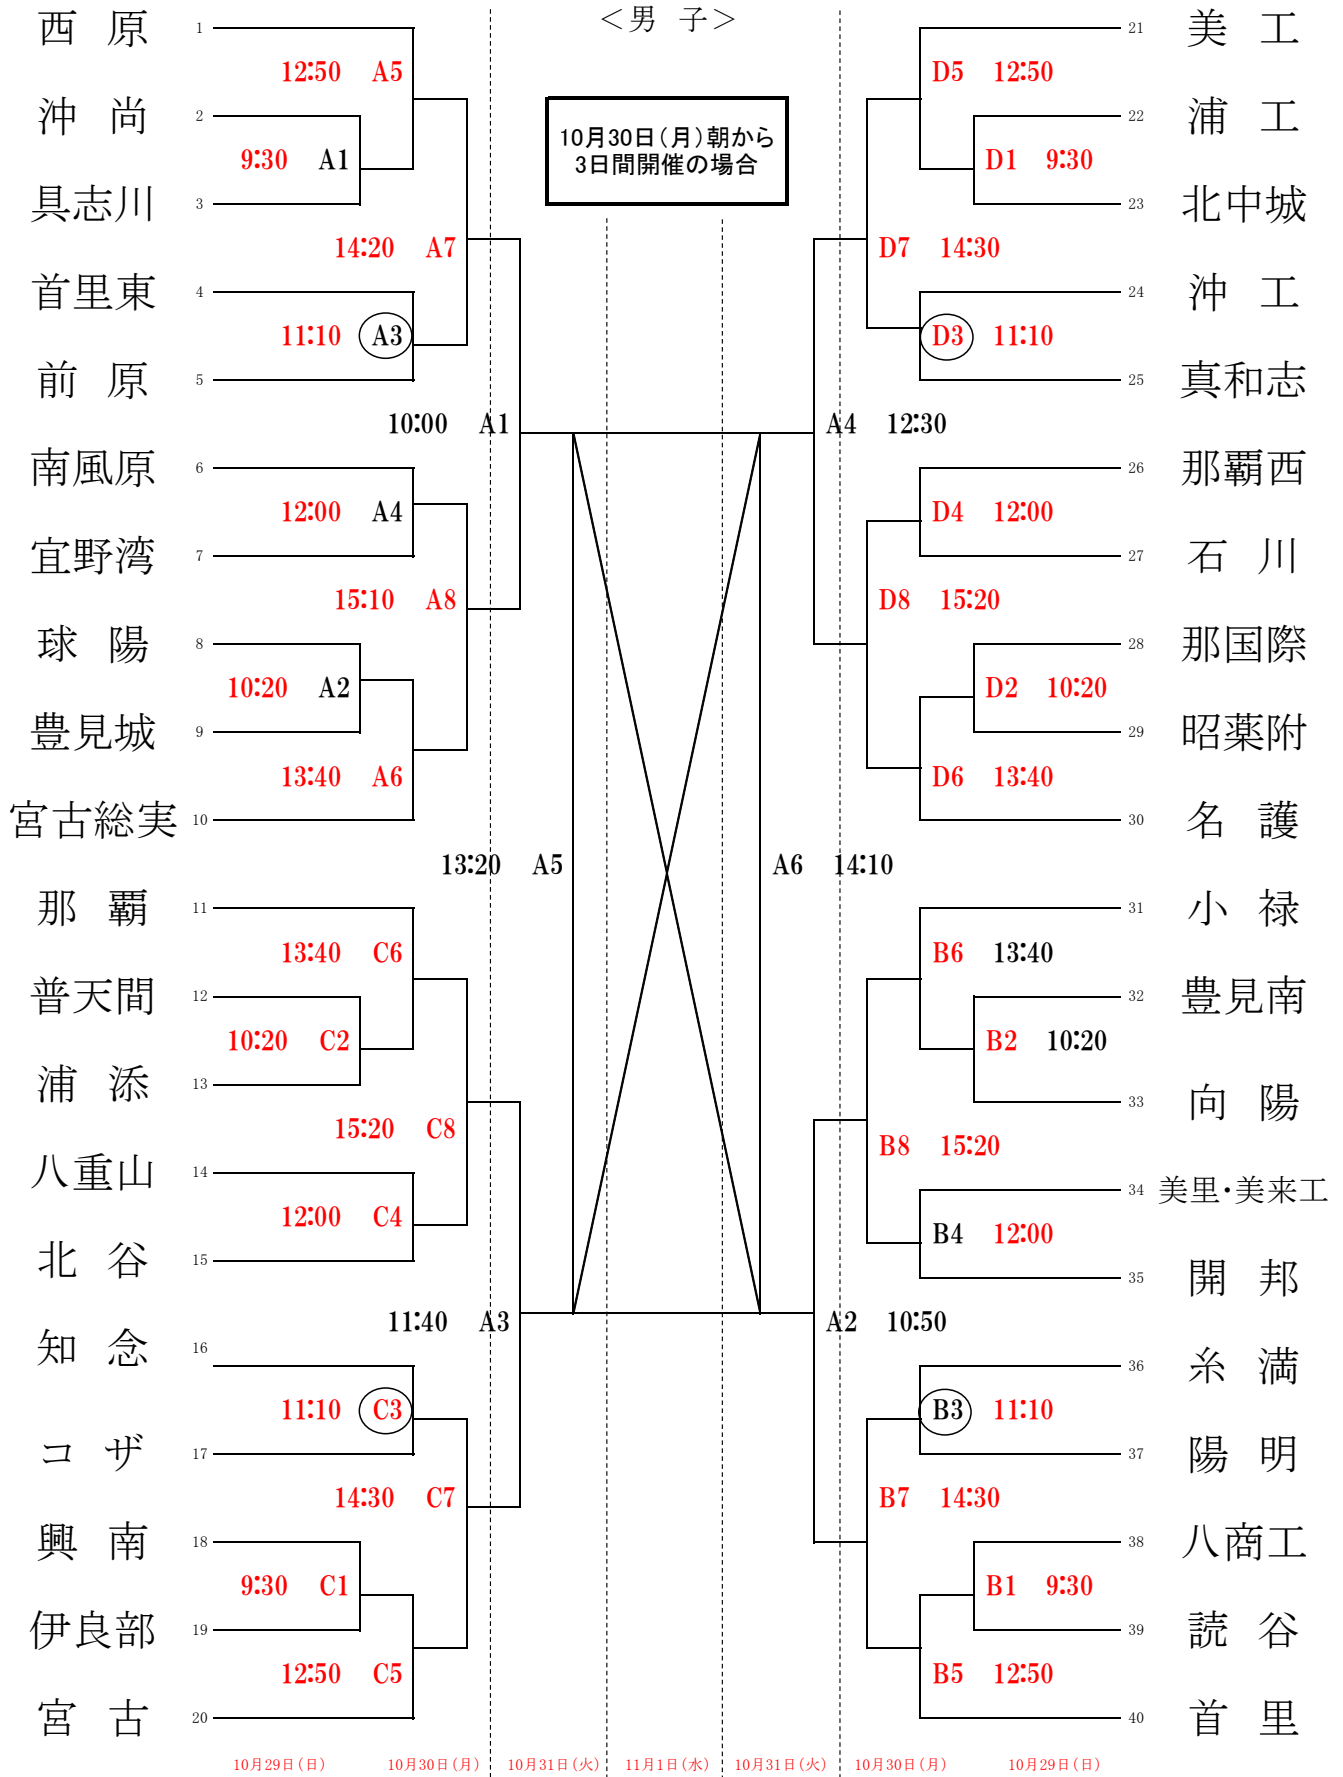 ＜男 子＞
10月30日(月)朝から
3日間開催の場合
西 原 1
12:50 A5
沖 尚 2
9:30 A1
具志川 3
14:20 A7
首里東 4
11:10 A3
前 原 5
10:00 A1
南風原 6
12:00 A4
宜野湾 7
15:10 A8
球 陽 8
10:20 A2
豊見城 9
13:40 A6
宮古総実 10
13:20 A5
那 覇 11
13:40 C6
普天間 12
10:20 C2
浦 添 13
15:20 C8
八重山 14
12:00 C4
北 谷 15
11:40 A3
知 念 16
11:10 C3
コ ザ 17
14:30 C7
興 南 18
9:30 C1
伊良部 19
12:50 C5
宮 古 20
21 美 工
D5 12:50
22 浦 工
D1 9:30
23 北中城
D7 14:30
24 沖 工
D3 11:10
25 真和志
A4 12:30
26 那覇西
D4 12:00
27 石 川
D8 15:20
28 那国際
D2 10:20
29 昭薬附
D6 13:40
30 名 護
A6 14:10
31 小 禄
B6 13:40
32 豊見南
B2 10:20
33 向 陽
B8 15:20
34 美里・美来工
B4 12:00
35 開 邦
A2 10:50
36 糸 満
B3 11:10
37 陽 明
B7 14:30
38 八商工
B1 9:30
39 読 谷
B5 12:50
40 首 里
10月29日(日) 10月30日(月) 10月31日(火) 11月1日(水) 10月31日(火) 10月30日(月) 10月29日(日)